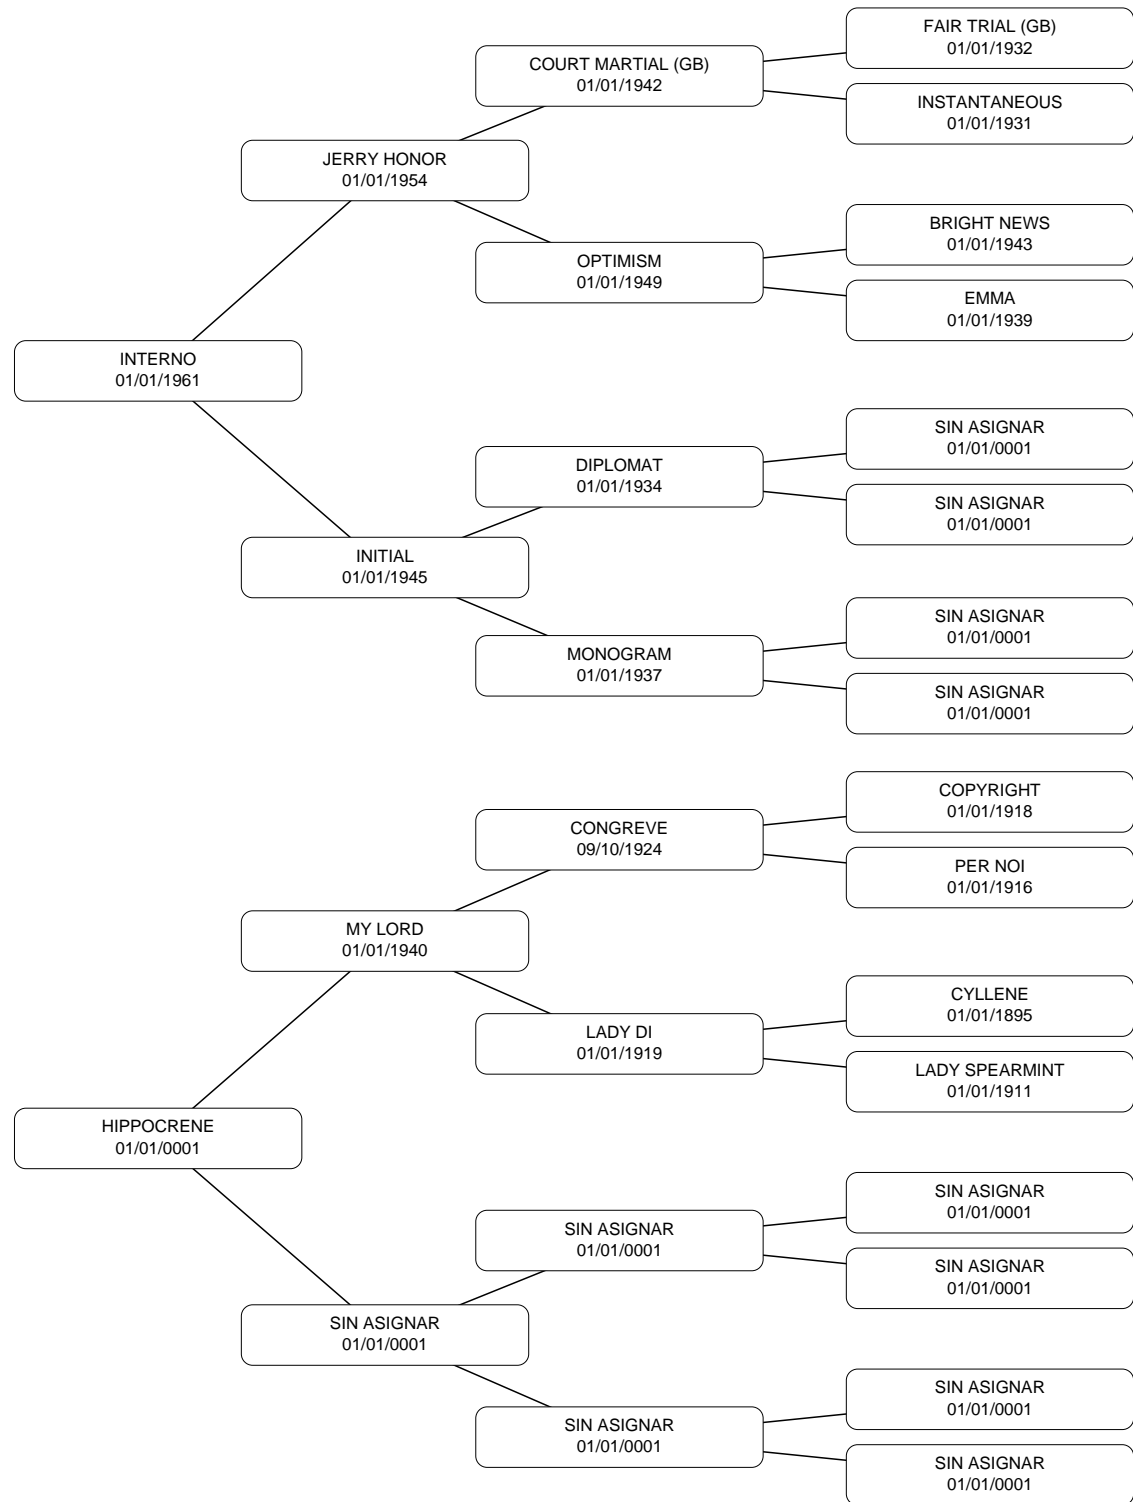 FAIR TRIAL (GB)
01/01/1932
COURT MARTIAL (GB)
01/01/1942
INSTANTANEOUS
01/01/1931
JERRY HONOR
01/01/1954
BRIGHT NEWS
01/01/1943
OPTIMISM
01/01/1949
EMMA
01/01/1939
INTERNO
01/01/1961
SIN ASIGNAR
01/01/0001
DIPLOMAT
01/01/1934
SIN ASIGNAR
01/01/0001
INITIAL
01/01/1945
SIN ASIGNAR
01/01/0001
MONOGRAM
01/01/1937
SIN ASIGNAR
01/01/0001
COPYRIGHT
01/01/1918
CONGREVE
09/10/1924
PER NOI
01/01/1916
MY LORD
01/01/1940
CYLLENE
01/01/1895
LADY DI
01/01/1919
LADY SPEARMINT
01/01/1911
HIPPOCRENE
01/01/0001
SIN ASIGNAR
01/01/0001
SIN ASIGNAR
01/01/0001
SIN ASIGNAR
01/01/0001
SIN ASIGNAR
01/01/0001
SIN ASIGNAR
01/01/0001
SIN ASIGNAR
01/01/0001
SIN ASIGNAR
01/01/0001